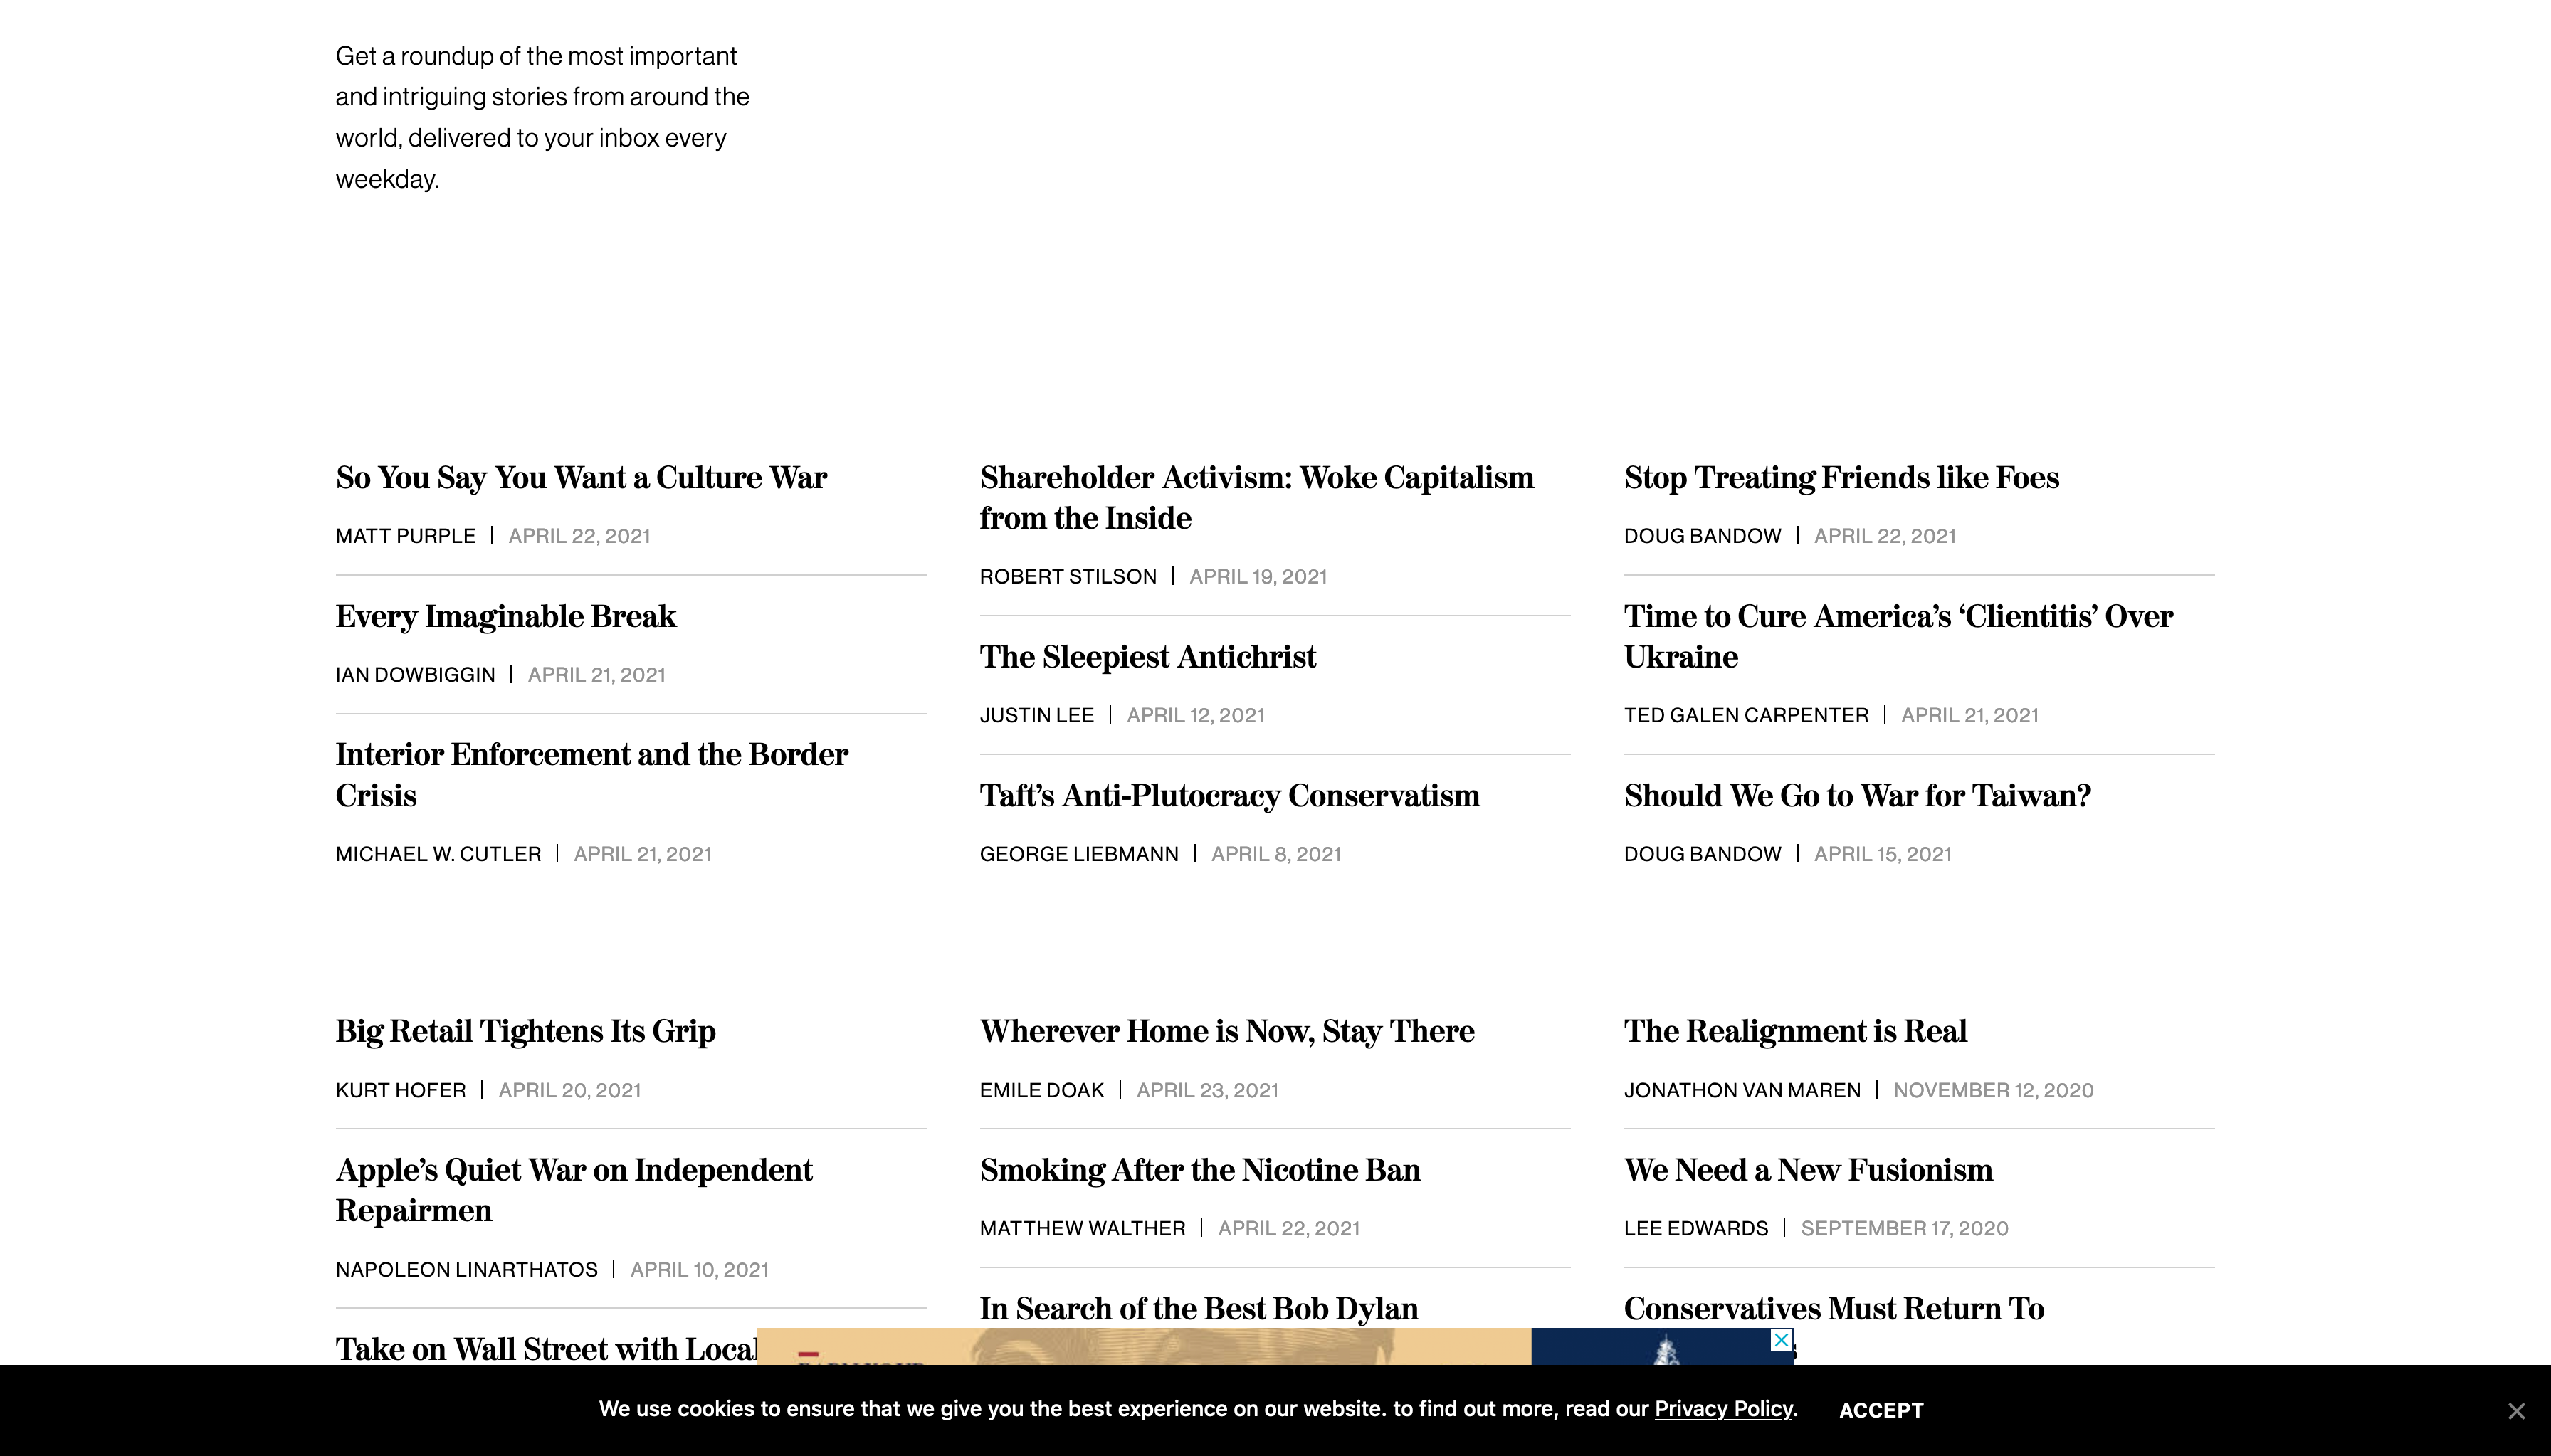 Get a roundup of the most important
and intriguing stories from around the
world, delivered to your inbox every
weekday.
So You Say You Want a Culture War
MATT PURPLE | APRIL 22, 2021
Every Imaginable Break
IAN DOWBIGGIN | APRIL 21, 2021
Interior Enforcement and the Border
Crisis
MICHAEL W. CUTLER | APRIL 21, 2021
Shareholder Activism: Woke Capitalism
from the Inside
ROBERT STILSON | APRIL 19, 2021
The Sleepiest Antichrist
JUSTIN LEE | APRIL 12, 2021
Taft’s Anti-Plutocracy Conservatism
GEORGE LIEBMANN | APRIL 8, 2021
Stop Treating Friends like Foes
DOUG BANDOW | APRIL 22, 2021
Time to Cure America’s ‘Clientitis’ Over
Ukraine
TED GALEN CARPENTER | APRIL 21, 2021
Should We Go to War for Taiwan?
DOUG BANDOW | APRIL 15, 2021
Big Retail Tightens Its Grip
KURT HOFER | APRIL 20, 2021
Apple’s Quiet War on Independent
Repairmen
NAPOLEON LINARTHATOS | APRIL 10, 2021
Take on Wall Street with Local
Wherever Home is Now, Stay There
EMILE DOAK | APRIL 23, 2021
Smoking After the Nicotine Ban
MATTHEW WALTHER | APRIL 22, 2021
In Search of the Best Bob Dylan
The Realignment is Real
JONATHON VAN MAREN | NOVEMBER 12, 2020
We Need a New Fusionism
LEE EDWARDS | SEPTEMBER 17, 2020
Conservatives Must Return To
We use cookies to ensure that we give you the best experience on our website. to find out more, read our Privacy Policy. ACCEPT